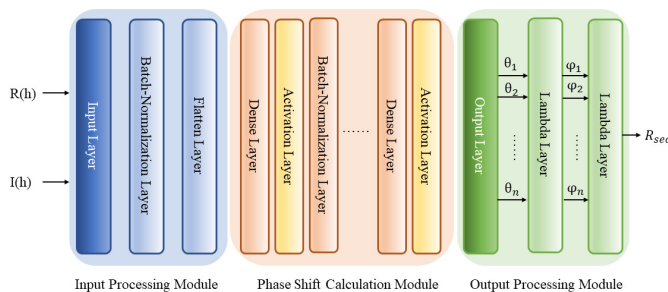 R(h)
I(h)
Input Layer
Batch-Normalization Layer
Flatten Layer
Dense Layer
Activation Layer
Batch-Normalization Layer
......
Dense Layer
Activation Layer
Output Layer
θ1
θ2
......
θn
Lambda Layer
φ1
φ2
......
φn
Lambda Layer
Rsec
Input Processing Module
Phase Shift Calculation Module
Output Processing Module